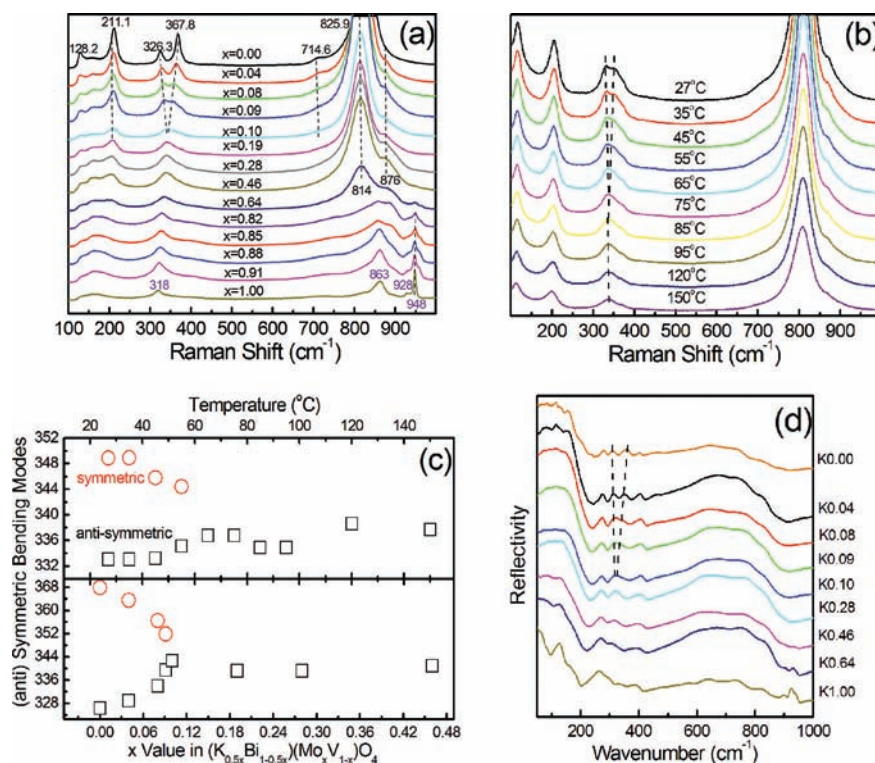 (a)
211.1
367.8
825.9
128.2
326.3
714.6
x=0.00
x=0.04
x=0.08
x=0.09
x=0.10
x=0.19
x=0.28
x=0.46
876
814
x=0.64
x=0.82
x=0.85
x=0.88
x=0.91
318
863
928
x=1.00
948
100 200 300 400 500 600 700 800 900
Raman Shift (cm-1)
(b)
27°C
35°C
45°C
55°C
65°C
75°C
85°C
95°C
120°C
150°C
100 200 300 400 500 600 700 800 900
Raman Shift (cm-1)
Temperature (°C)
20 40 60 80 100 120 140
(c)
(anti) Symmetric Bending Modes
352
348
344
340
336
332
symmetric
anti-symmetric
368
360
352
344
336
328
0.00 0.06 0.12 0.18 0.24 0.30 0.36 0.42 0.48
x Value in (K0.5xBi1-0.5x)(MoxV1-x)O4
(d)
Reflectivity
K0.00
K0.04
K0.08
K0.09
K0.10
K0.28
K0.46
K0.64
K1.00
200 400 600 800 1000
Wavenumber (cm-1)